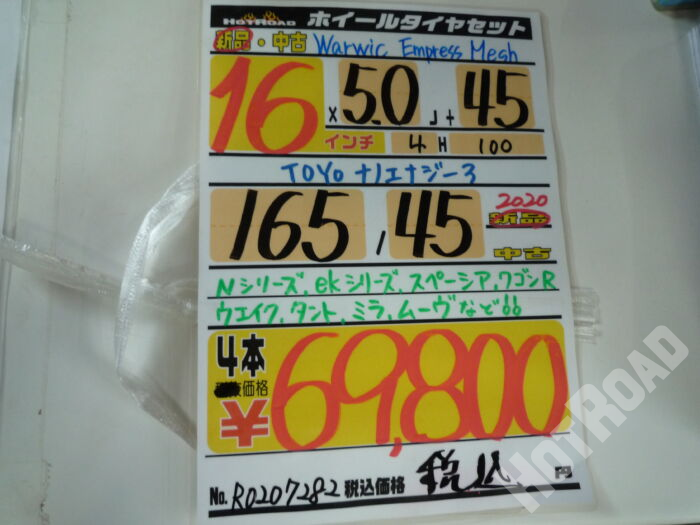 HOTROAD ホイールタイヤセット
新品・中古 Warwic Empress Mesh
16 x 5.0 J + 45
インチ 4 H 100
TOYO ナノエナジー3
165 / 45 2020 新品 中古
Nシリーズ、ekシリーズ、スペーシア、ワゴンR
ウエイク、タント、ミラ、ムーヴなど!!
4本
価格
¥69,800
No. R0207282 税込価格 税込 円
HOTROAD